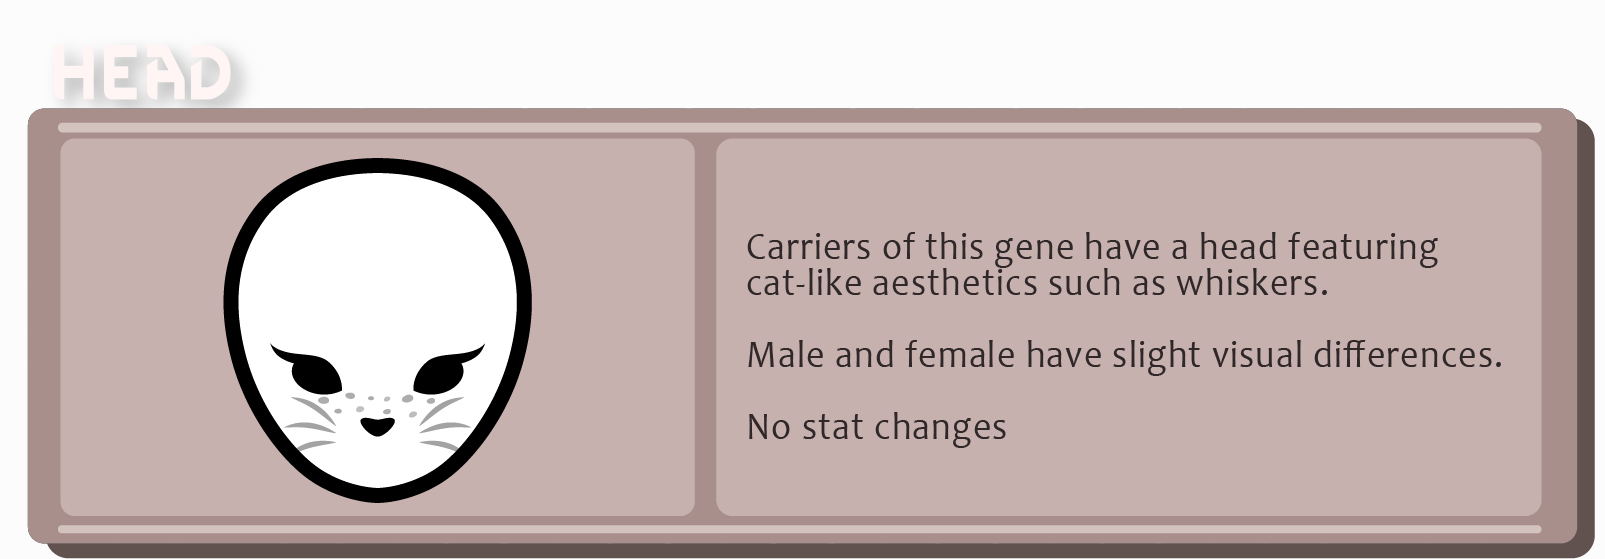 HEAD
Carriers of this gene have a head featuring
cat-like aesthetics such as whiskers.
Male and female have slight visual differences.
No stat changes